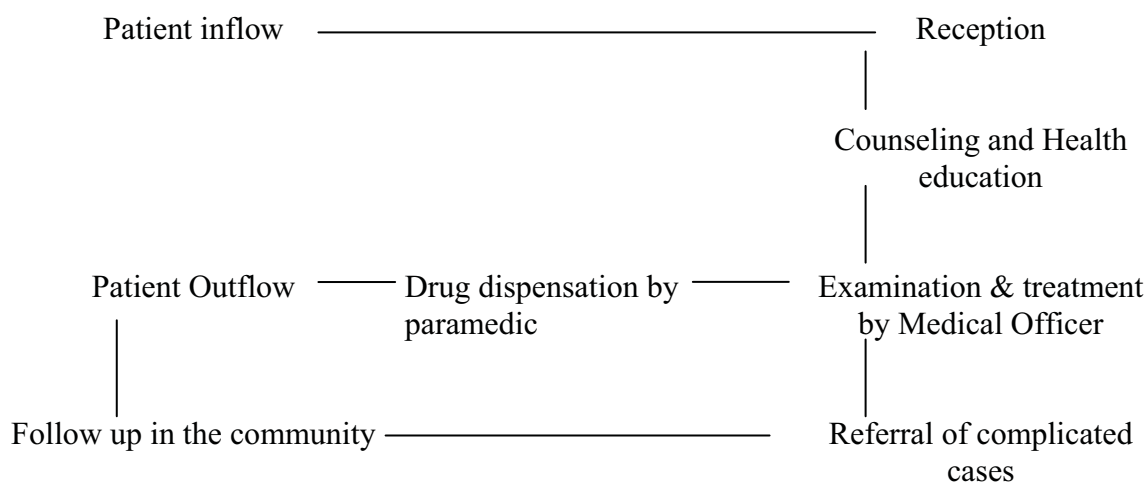 Patient inflow
Reception
Counseling and Health
education
Patient Outflow
Drug dispensation by
paramedic
Examination & treatment
by Medical Officer
Follow up in the community
Referral of complicated
cases